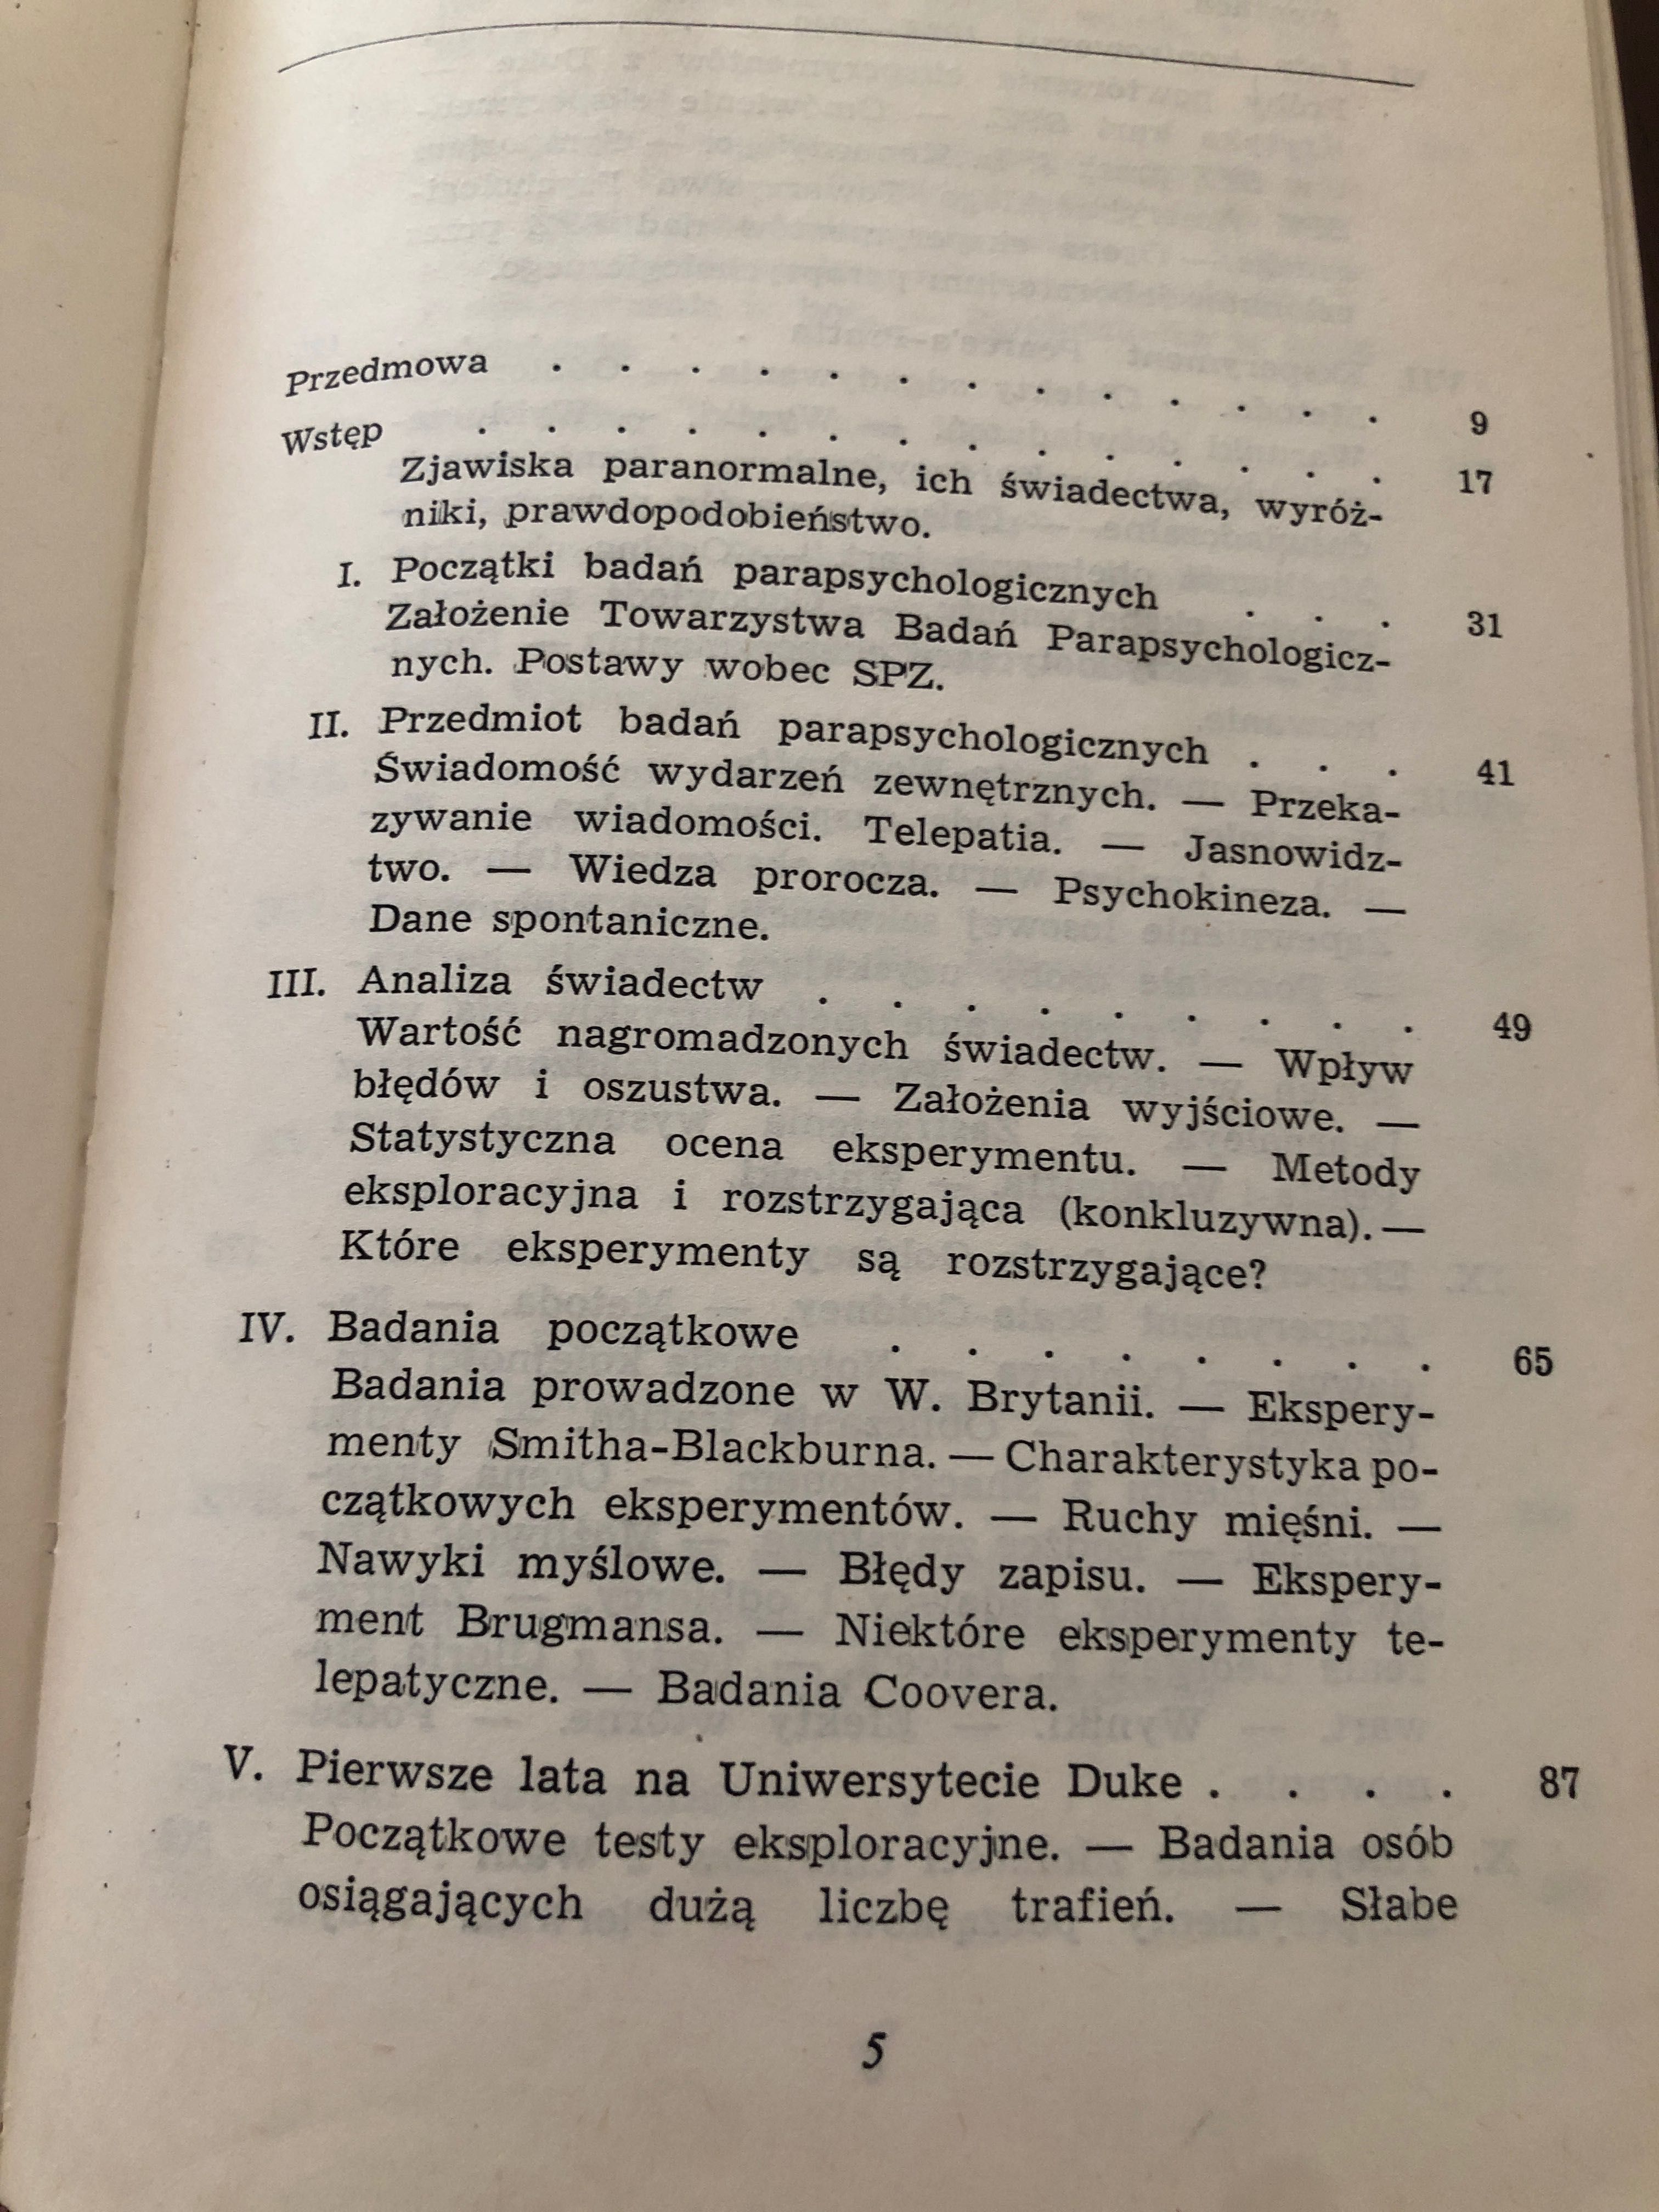 Przedmowa . . . . . . . . . . . . . 9
Wstęp . . . . . . . . . . . . . . 17
Zjawiska paranormalne, ich świadectwa, wyróż-
niki, prawdopodobieństwo.
I. Początki badań parapsychologicznych . . . 31
Założenie Towarzystwa Badań Parapsychologicz-
nych. Postawy wobec SPZ.
II. Przedmiot badań parapsychologicznych . . . 41
Świadomość wydarzeń zewnętrznych. — Przeka-
zywanie wiadomości. Telepatia. — Jasnowidz-
two. — Wiedza prorocza. — Psychokineza. —
Dane spontaniczne.
III. Analiza świadectw . . . . . . . . . 49
Wartość nagromadzonych świadectw. — Wpływ
błędów i oszustwa. — Założenia wyjściowe. —
Statystyczna ocena eksperymentu. — Metody
eksploracyjna i rozstrzygająca (konkluzywna). —
Które eksperymenty są rozstrzygające?
IV. Badania początkowe . . . . . . . . 65
Badania prowadzone w W. Brytanii. — Ekspery-
menty Smitha-Blackburna. — Charakterystyka po-
czątkowych eksperymentów. — Ruchy mięśni. —
Nawyki myślowe. — Błędy zapisu. — Ekspery-
ment Brugmansa. — Niektóre eksperymenty te-
lepatyczne. — Badania Coovera.
V. Pierwsze lata na Uniwersytecie Duke . . . . 87
Początkowe testy eksploracyjne. — Badania osób
osiągających dużą liczbę trafień. — Słabe
5